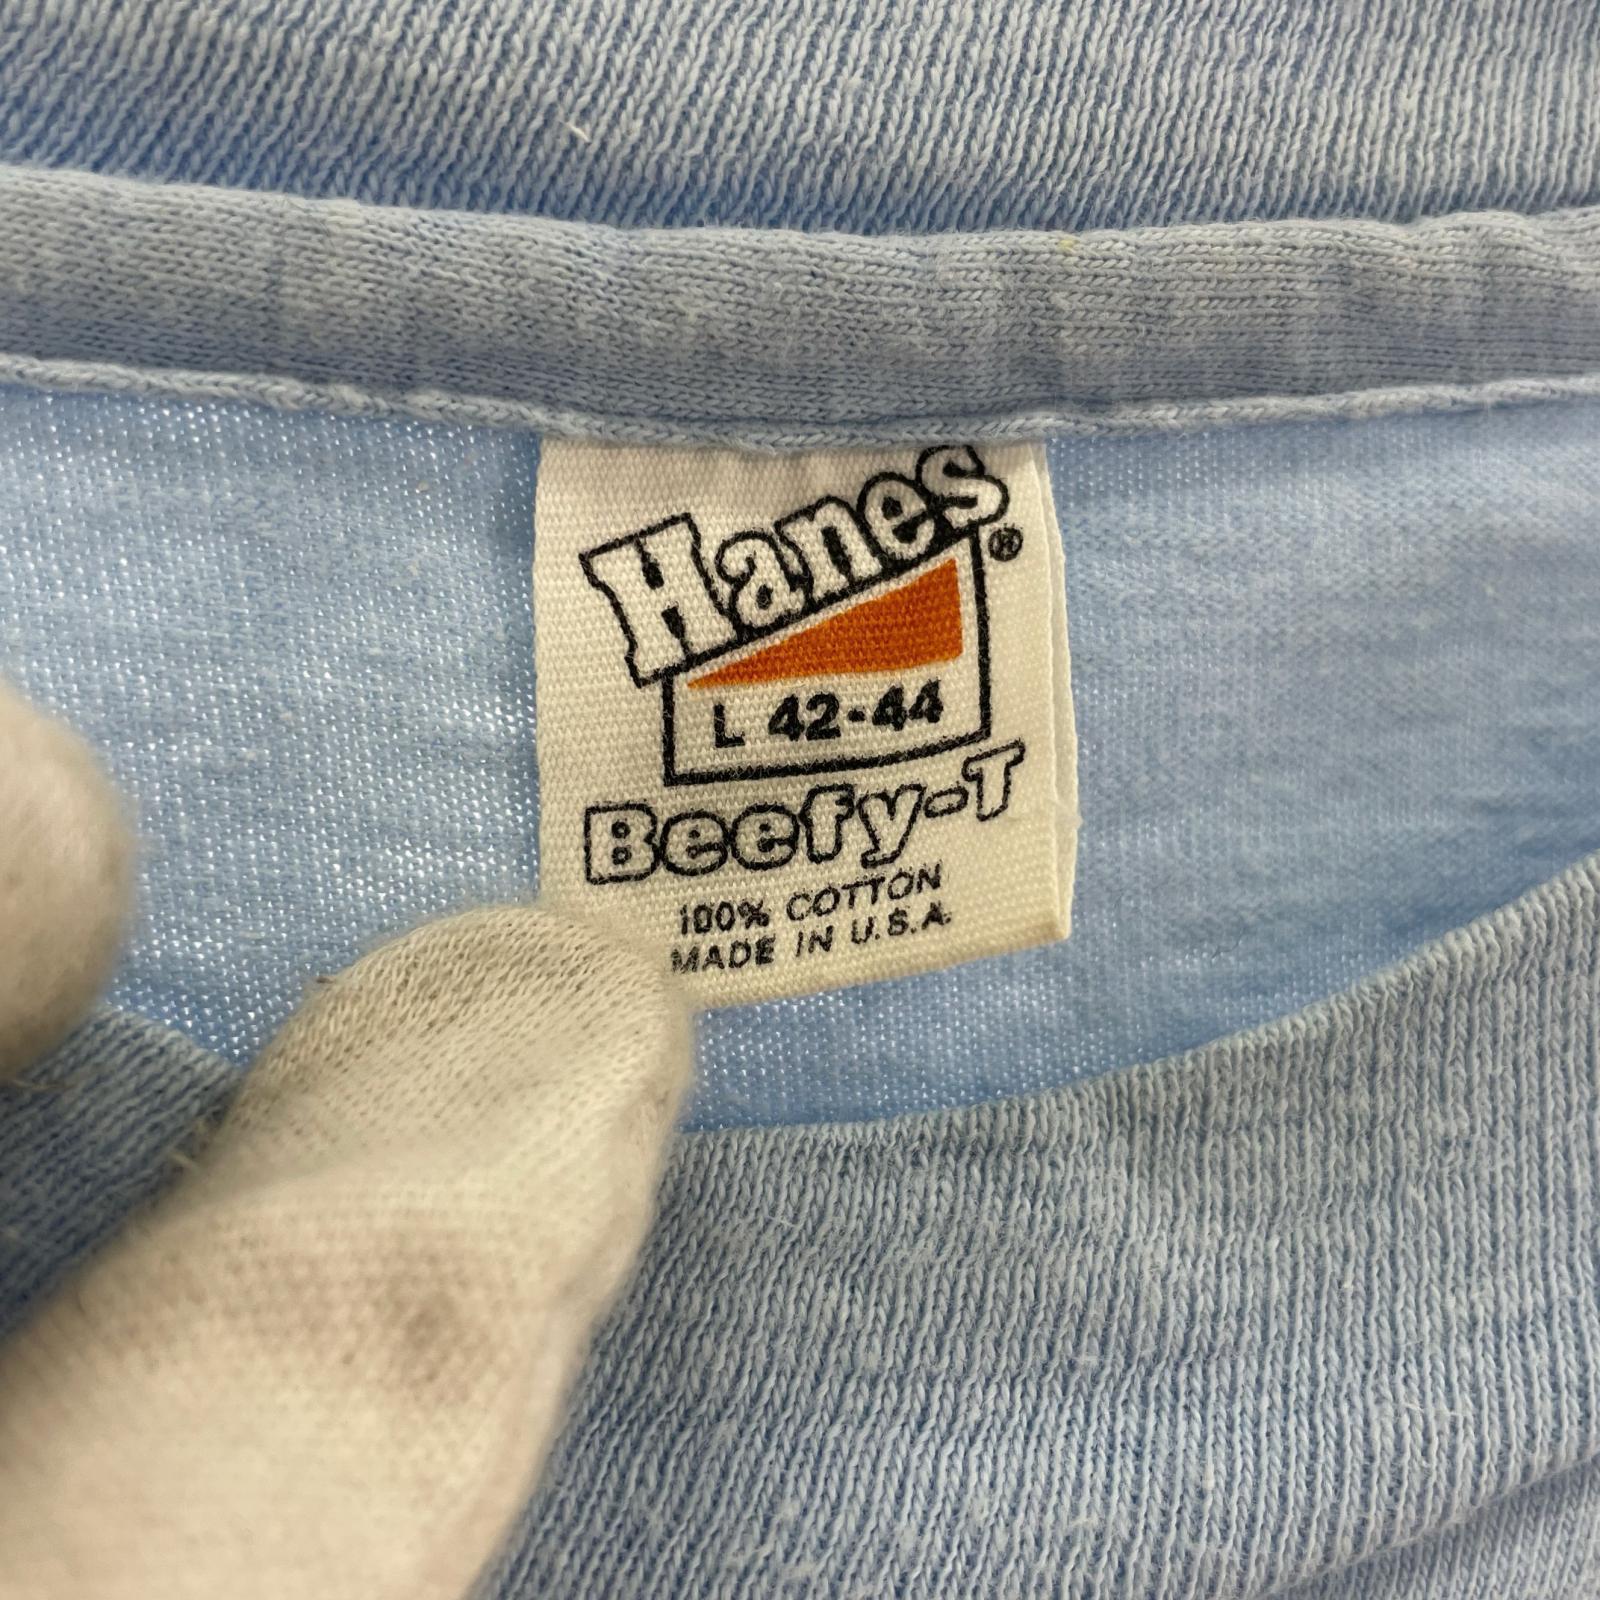 Hanes®
L 42-44
Beefy-T
100% COTTON
MADE IN U.S.A.